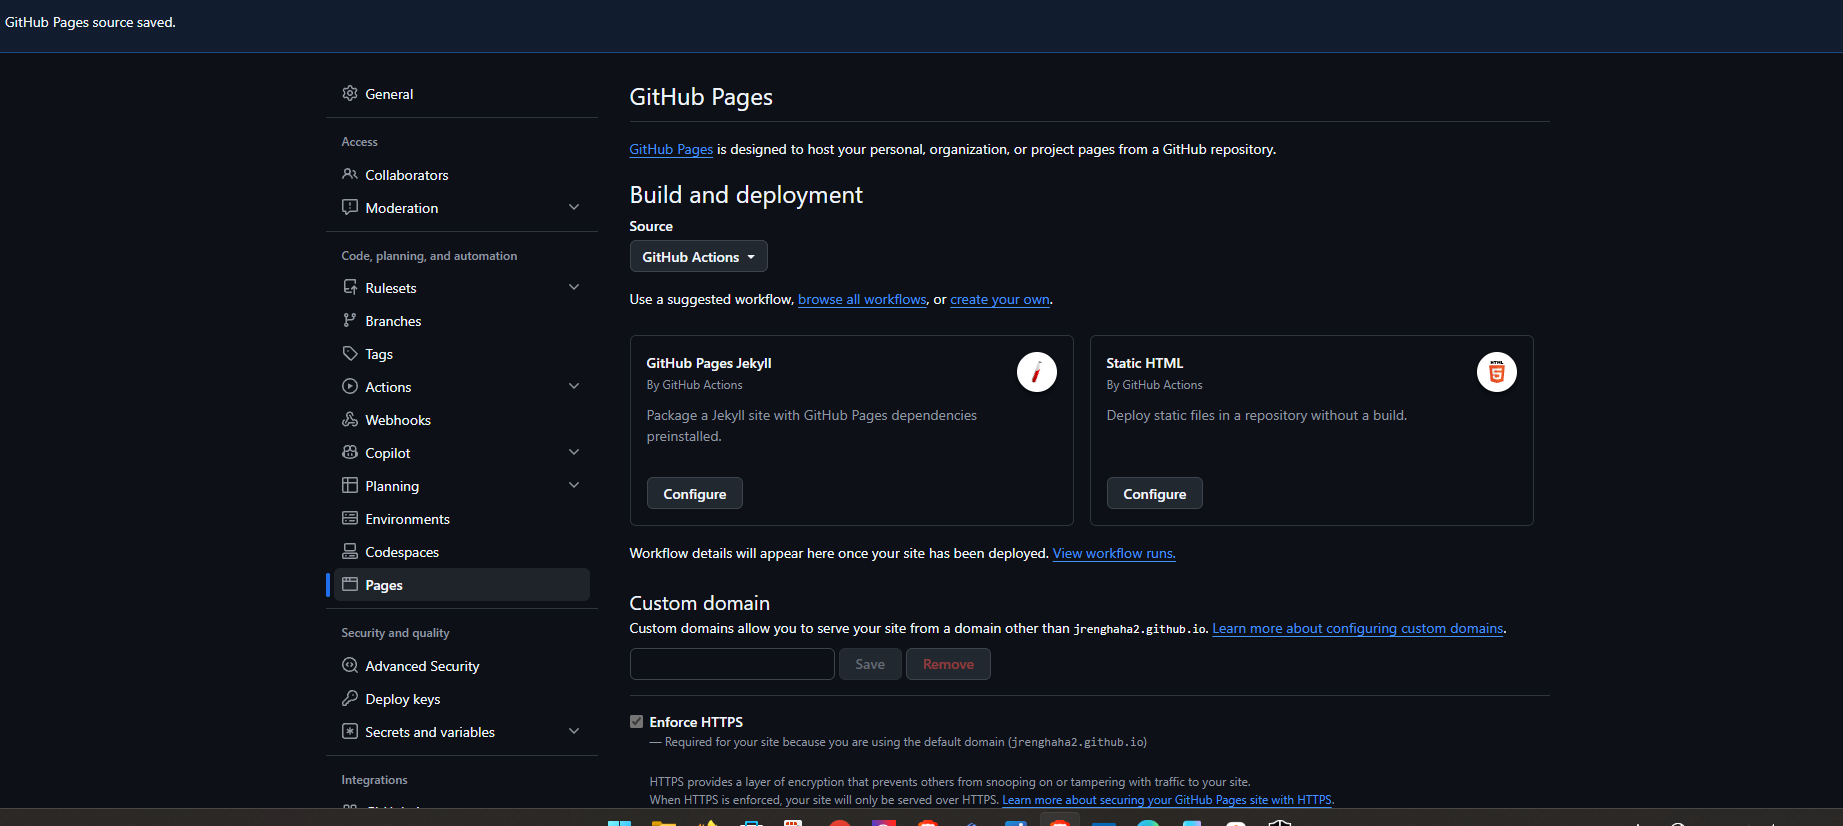 GitHub Pages source saved.
General
Access
Collaborators
Moderation
Code, planning, and automation
Rulesets
Branches
Tags
Actions
Webhooks
Copilot
Planning
Environments
Codespaces
Pages
Security and quality
Advanced Security
Deploy keys
Secrets and variables
Integrations
GitHub Pages
GitHub Pages is designed to host your personal, organization, or project pages from a GitHub repository.
Build and deployment
Source
GitHub Actions
Use a suggested workflow, browse all workflows, or create your own.
GitHub Pages Jekyll
By GitHub Actions
Package a Jekyll site with GitHub Pages dependencies
preinstalled.
Configure
Static HTML
By GitHub Actions
Deploy static files in a repository without a build.
Configure
Workflow details will appear here once your site has been deployed. View workflow runs.
Custom domain
Custom domains allow you to serve your site from a domain other than jrenghaha2.github.io. Learn more about configuring custom domains.
Save
Remove
Enforce HTTPS
— Required for your site because you are using the default domain (jrenghaha2.github.io)
HTTPS provides a layer of encryption that prevents others from snooping on or tampering with traffic to your site.
When HTTPS is enforced, your site will only be served over HTTPS. Learn more about securing your GitHub Pages site with HTTPS.